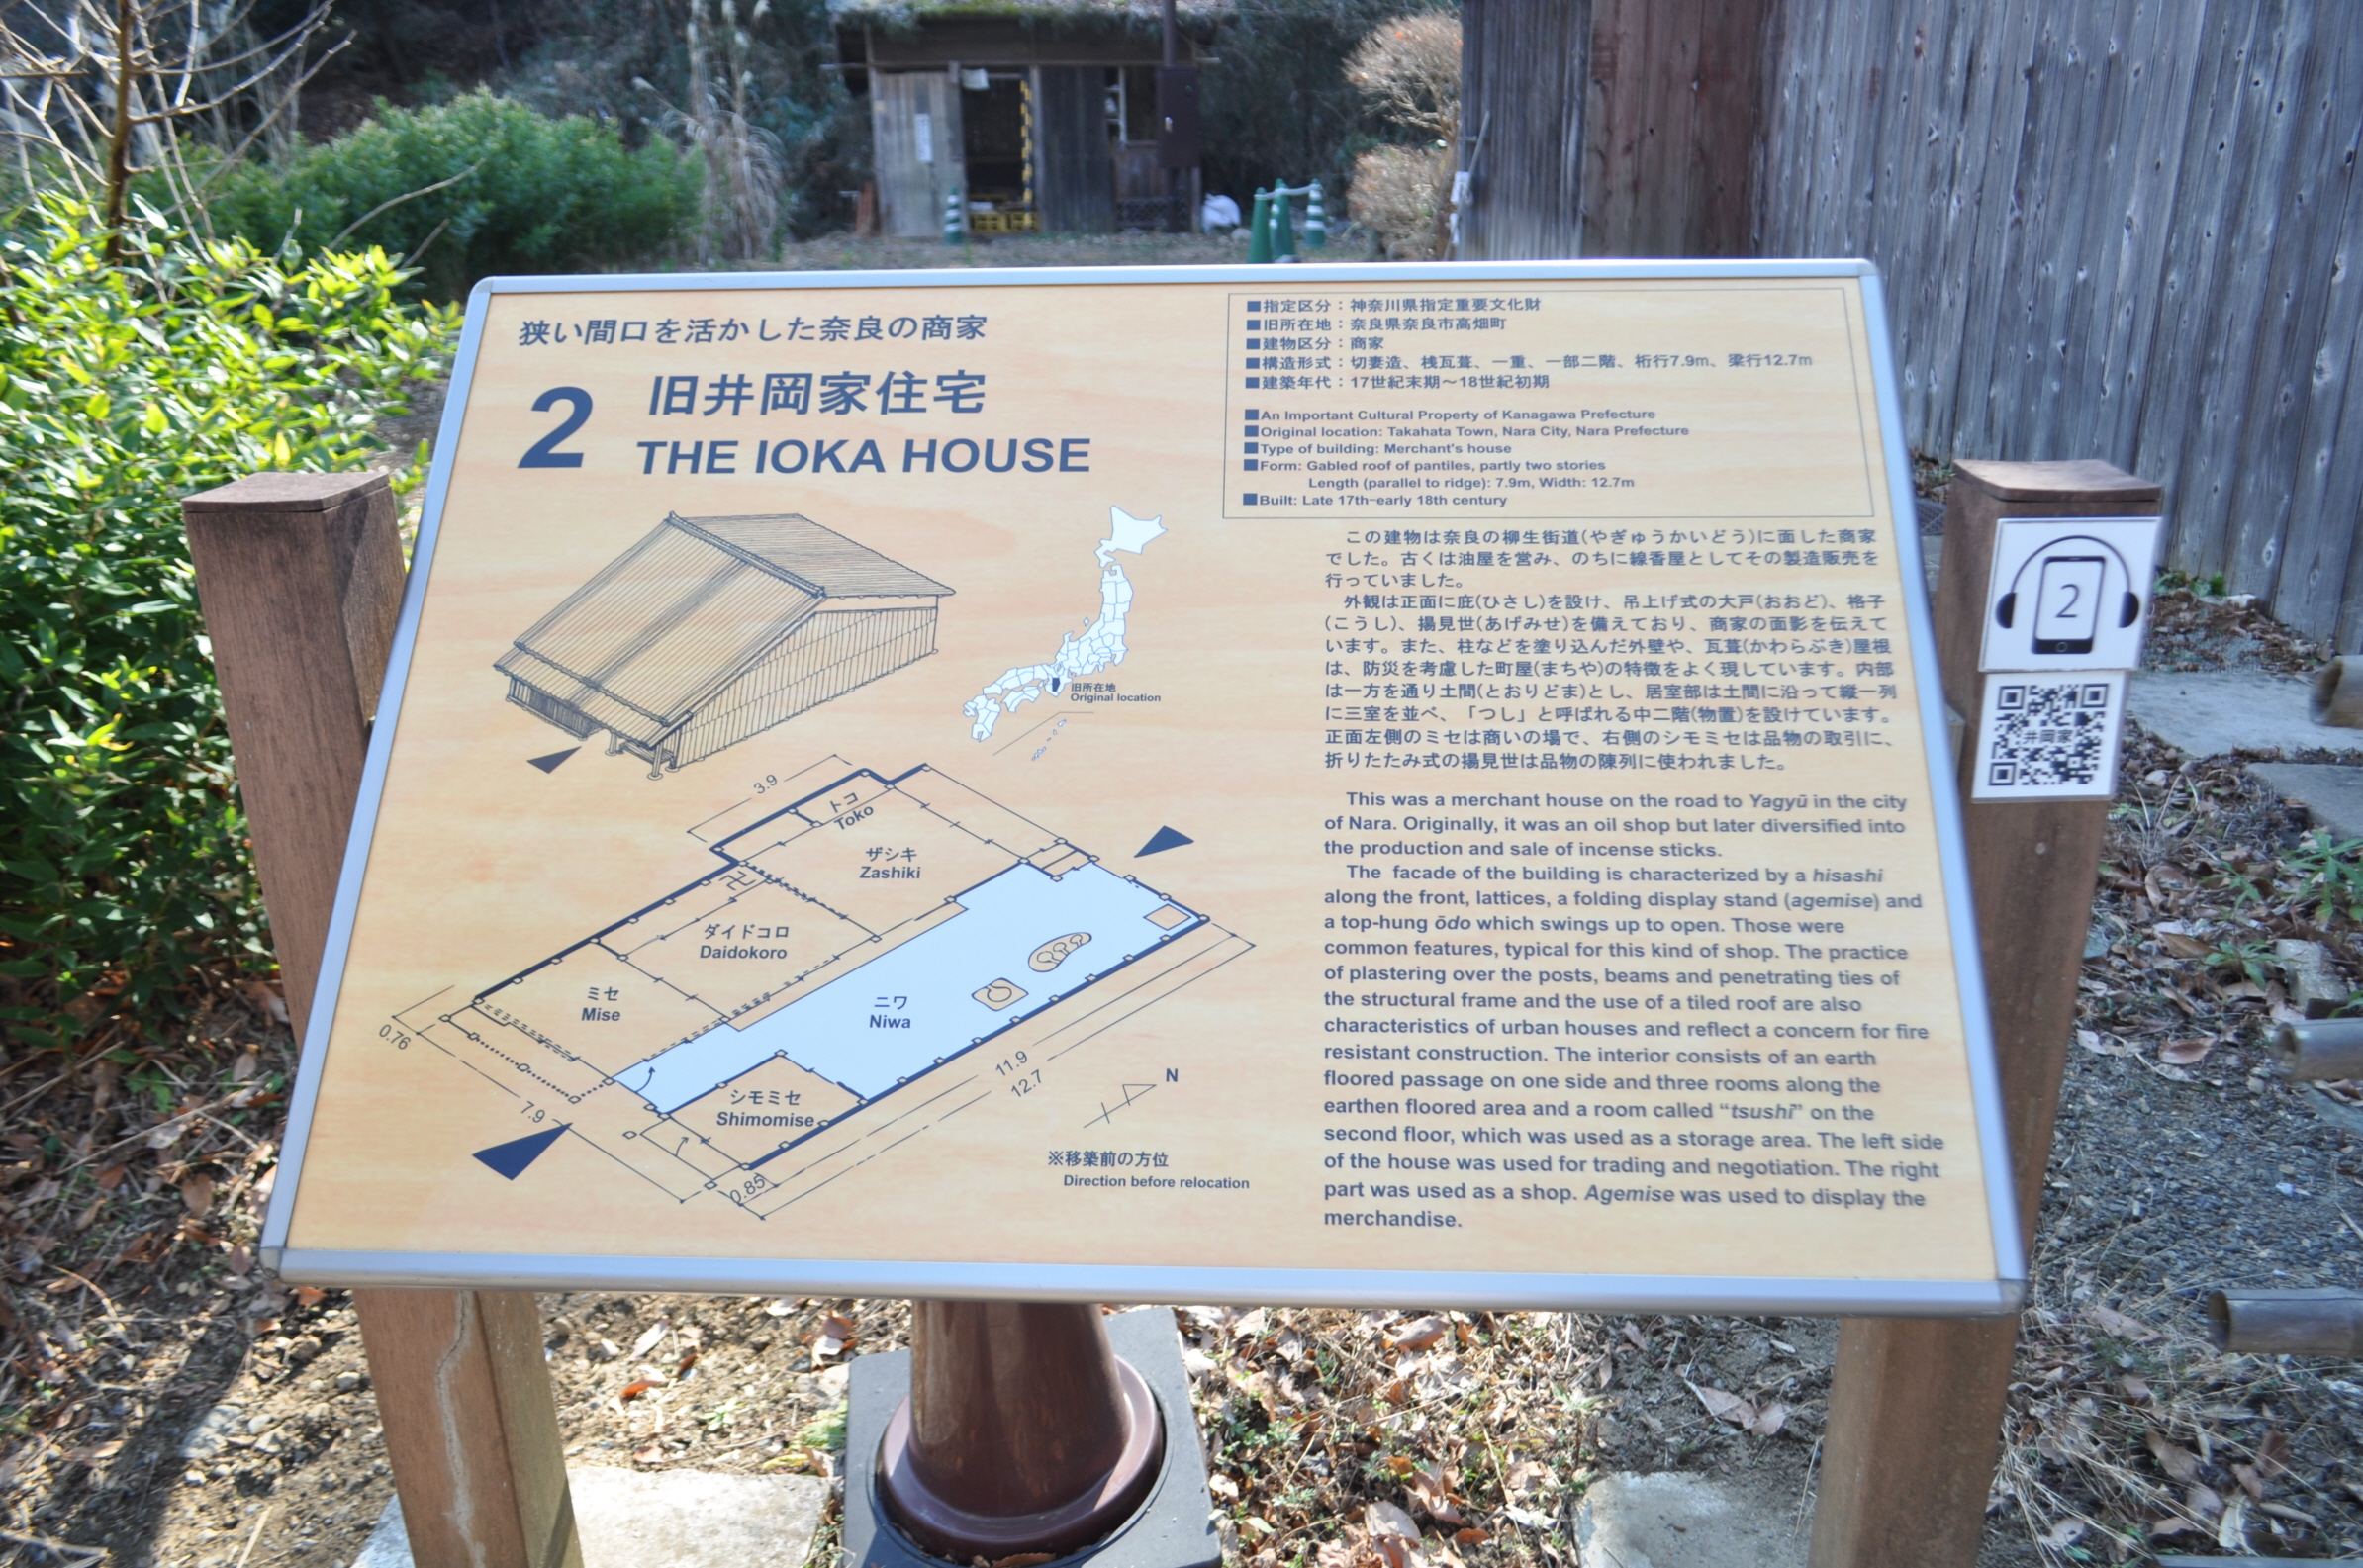 狭い間口を活かした奈良の商家
2
旧井岡家住宅
THE IOKA HOUSE
■指定区分：神奈川県指定重要文化財
■旧所在地：奈良県奈良市高畑町
■建物区分：商家
■構造形式：切妻造、桟瓦葺、一重、一部二階、桁行7.9m、梁行12.7m
■建築年代：17世紀末期〜18世紀初期
■An Important Cultural Property of Kanagawa Prefecture
■Original location: Takahata Town, Nara City, Nara Prefecture
■Type of building: Merchant's house
■Form: Gabled roof of pantiles, partly two stories
Length (parallel to ridge): 7.9m, Width: 12.7m
■Built: Late 17th-early 18th century
旧所在地
Original location
この建物は奈良の柳生街道(やぎゅうかいどう)に面した商家
でした。古くは油屋を営み、のちに線香屋としてその製造販売を
行っていました。
外観は正面に庇(ひさし)を設け、吊上げ式の大戸(おおど)、格子
(こうし)、揚見世(あげみせ)を備えており、商家の面影を伝えて
います。また、柱などを塗り込んだ外壁や、瓦葺(かわらぶき)屋根
は、防災を考慮した町屋(まちや)の特徴をよく現しています。内部
は一方を通り土間(とおりどま)とし、居室部は土間に沿って縦一列
に三室を並べ、「つし」と呼ばれる中二階(物置)を設けています。
正面左側のミセは商いの場で、右側のシモミセは品物の取引に、
折りたたみ式の揚見世は品物の陳列に使われました。
This was a merchant house on the road to Yagyū in the city
of Nara. Originally, it was an oil shop but later diversified into
the production and sale of incense sticks.
The facade of the building is characterized by a hisashi
along the front, lattices, a folding display stand (agemise) and
a top-hung ōdo which swings up to open. Those were
common features, typical for this kind of shop. The practice
of plastering over the posts, beams and penetrating ties of
the structural frame and the use of a tiled roof are also
characteristics of urban houses and reflect a concern for fire
resistant construction. The interior consists of an earth
floored passage on one side and three rooms along the
earthen floored area and a room called “tsushi” on the
second floor, which was used as a storage area. The left side
of the house was used for trading and negotiation. The right
part was used as a shop. Agemise was used to display the
merchandise.
3.9
トコ
Toko
ザシキ
Zashiki
卍
ダイドコロ
Daidokoro
ミセ
Mise
ニワ
Niwa
シモミセ
Shimomise
0.76
7.9
0.85
11.9
12.7
N
※移築前の方位
Direction before relocation
2
井岡家